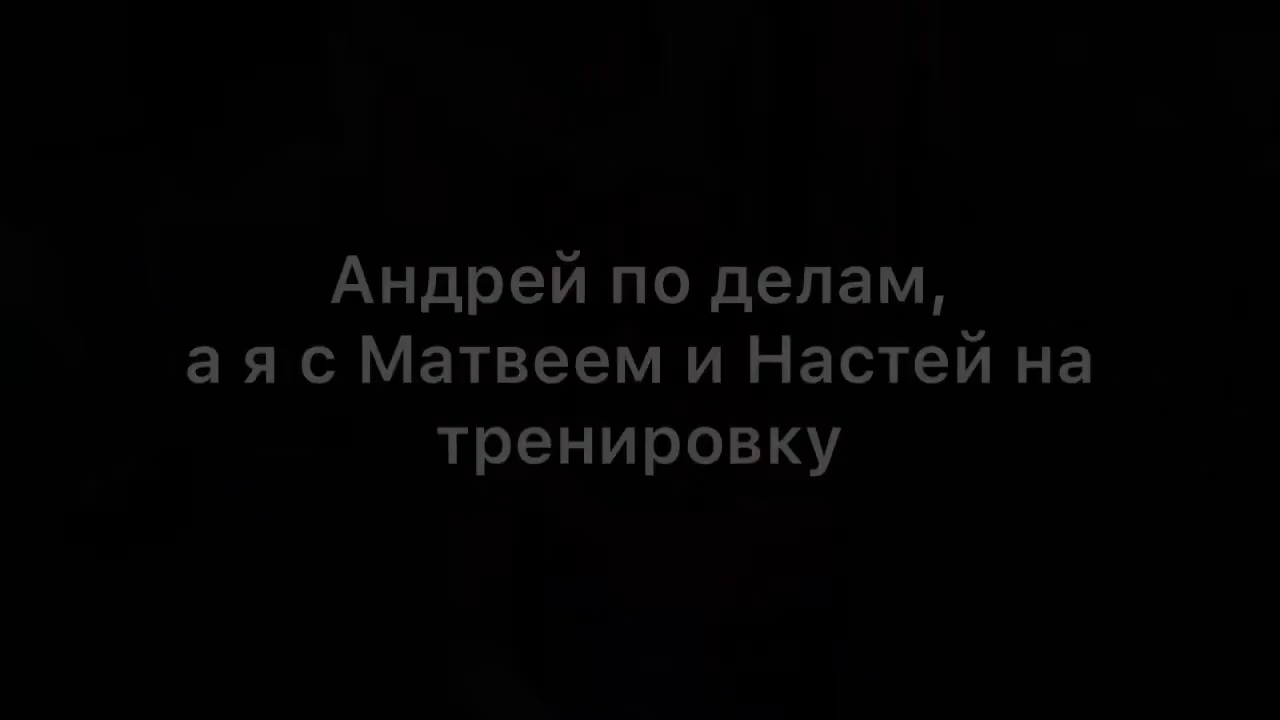 Андрей по делам,
а я с Матвеем и Настей на
тренировку